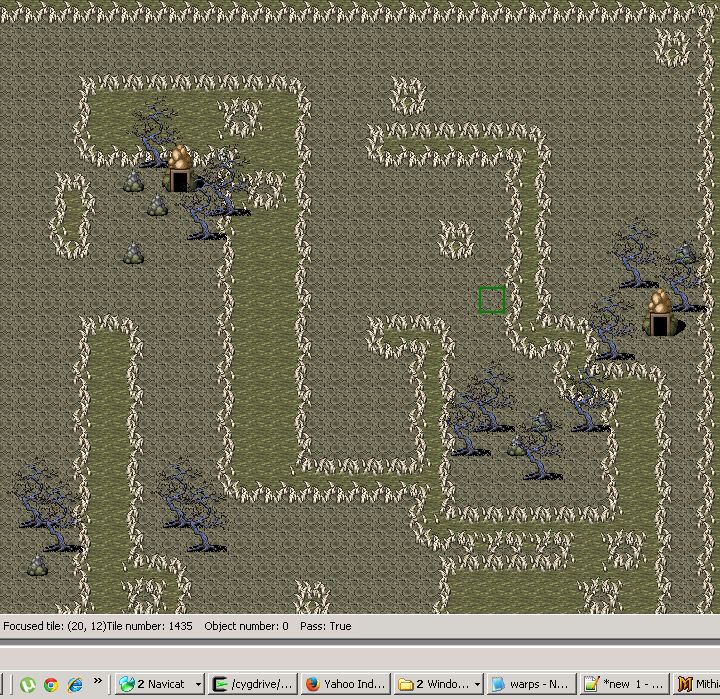 Focused tile: (20, 12)Tile number: 1435 Object number: 0 Pass: True
» 2 Navicat /cygdrive/... Yahoo Ind... 2 Windo... warps - N... *new 1 - ... Mithi